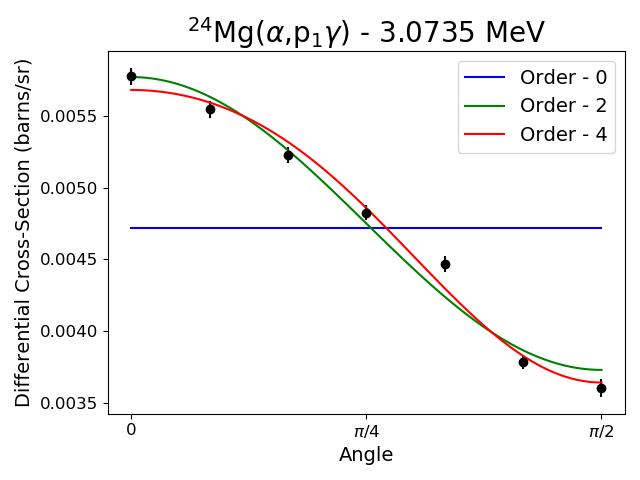 ²⁴Mg(α,p₁γ) - 3.0735 MeV
Order - 0
Order - 2
Order - 4
Differential Cross-Section (barns/sr)
0.0055
0.0050
0.0045
0.0040
0.0035
0 π/4 π/2
Angle